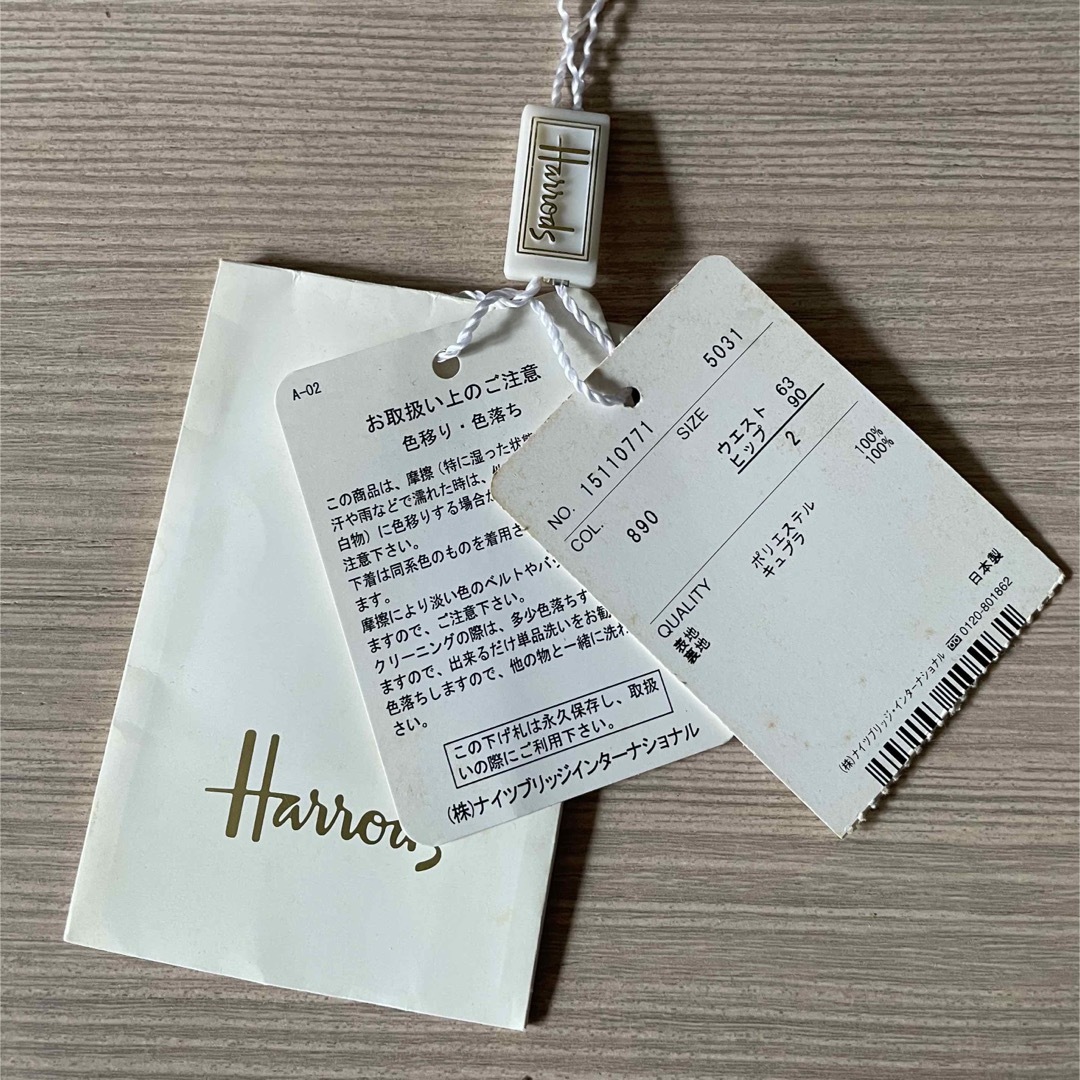 Harrods
Harrods
A-02
お取扱い上のご注意
色移り・色落ち
この商品は、摩擦(特に湿った状態
汗や雨などで濡れた時は、
白物)に色移りする場合が
注意下さい。
下着は同系色のものを着用さ
ます。
摩擦により淡い色のベルトやバッ
ますので、ご注意下さい。
クリーニングの際は、多少色落ちす
ますので、出来るだけ単品洗いをお勧
色落ちしますので、他の物と一緒に洗わ
さい。
この下げ札は永久保存し、取扱
いの際にご利用下さい。
(株)ナイツブリッジインターナショナル
NO. 15110771 5031
COL. SIZE
890 ウエスト 63
ヒップ 90
2
QUALITY
表地 ポリエステル 100%
裏地 キュプラ 100%
日本製
(株)ナイツブリッジ・インターナショナル 0120-801862